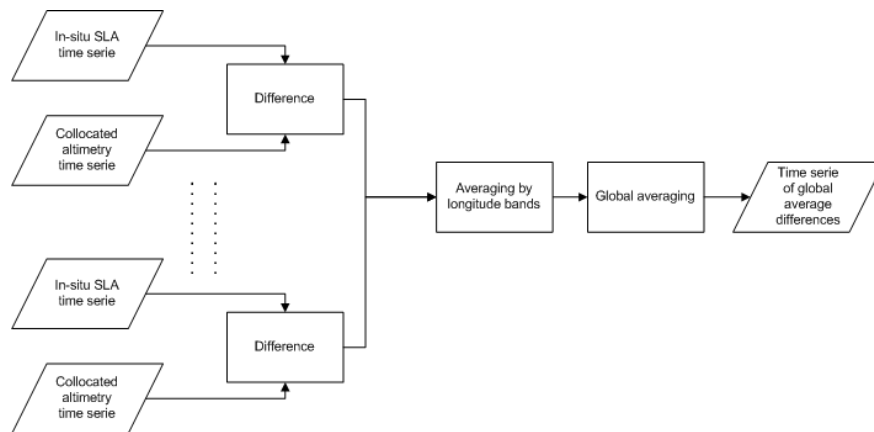 In-situ SLA
time serie
Difference
Collocated
altimetry
time serie
Averaging by
longitude bands
Global averaging
Time serie
of global
average
differences
In-situ SLA
time serie
Difference
Collocated
altimetry
time serie